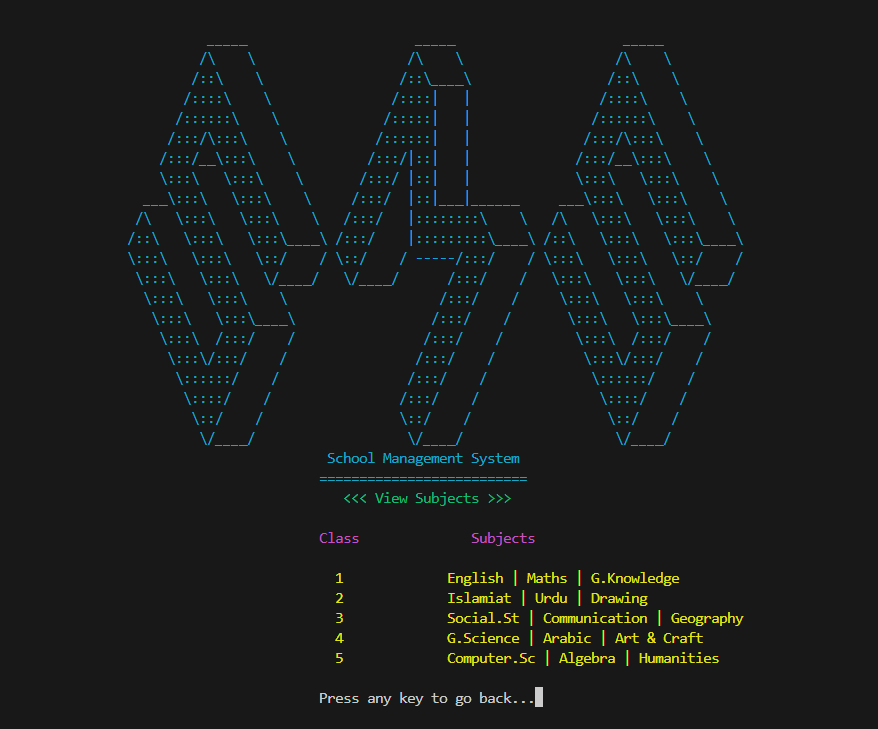 School Management System
==========================
<<< View Subjects >>>
Class Subjects
1 English | Maths | G.Knowledge
2 Islamiat | Urdu | Drawing
3 Social.St | Communication | Geography
4 G.Science | Arabic | Art & Craft
5 Computer.Sc | Algebra | Humanities
Press any key to go back...